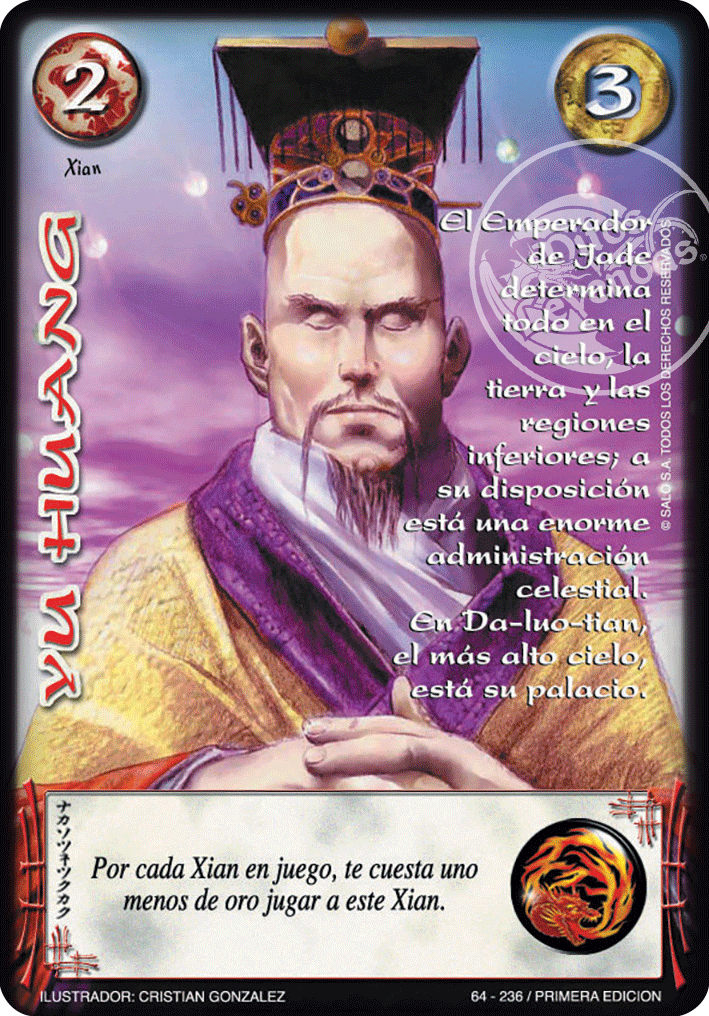 2
3
Xian
YU HUANG
El Emperador
de Jade
determina
todo en el
cielo, la
tierra y las
regiones
inferiores; a
su disposición
está una enorme
administración
celestial.
En Da-luo-tian,
el más alto cielo,
está su palacio.
© SALO S.A. TODOS LOS DERECHOS RESERVADOS
Mitos y Leyendas®
ナカソツネツクカク
Por cada Xian en juego, te cuesta uno
menos de oro jugar a este Xian.
ILUSTRADOR: CRISTIAN GONZALEZ
64 - 236 / PRIMERA EDICION